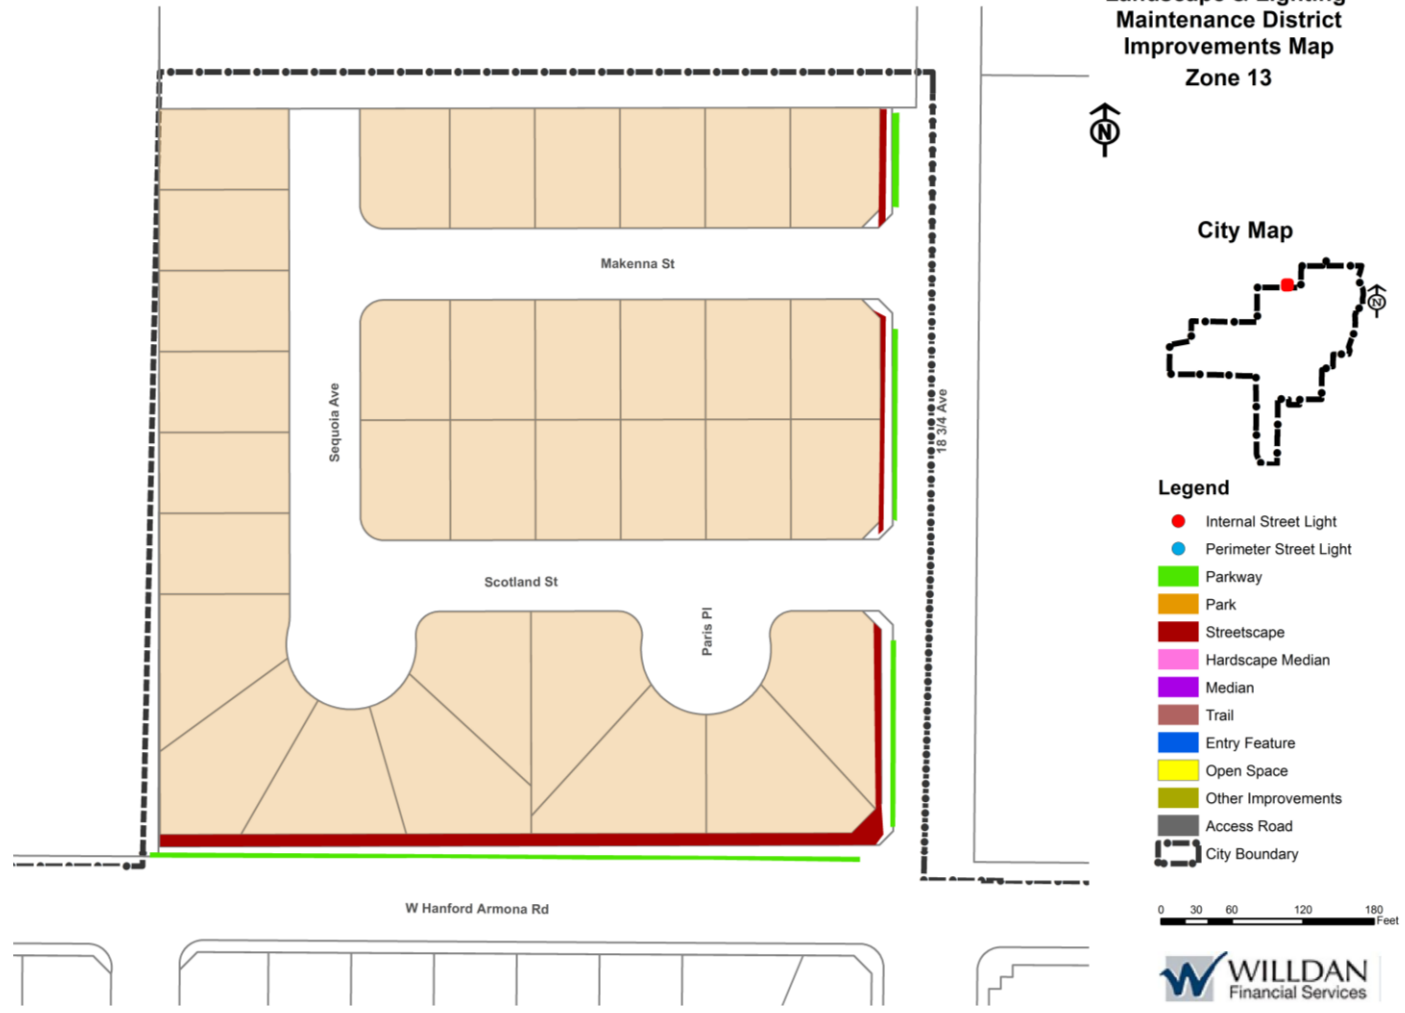 Landscape & Lighting
Maintenance District
Improvements Map
Zone 13
N
City Map
N
Makenna St
Sequoia Ave
18 3/4 Ave
Scotland St
Paris Pl
W Hanford Armona Rd
Legend
Internal Street Light
Perimeter Street Light
Parkway
Park
Streetscape
Hardscape Median
Median
Trail
Entry Feature
Open Space
Other Improvements
Access Road
City Boundary
0 30 60 120 180
Feet
W WILLDAN
Financial Services